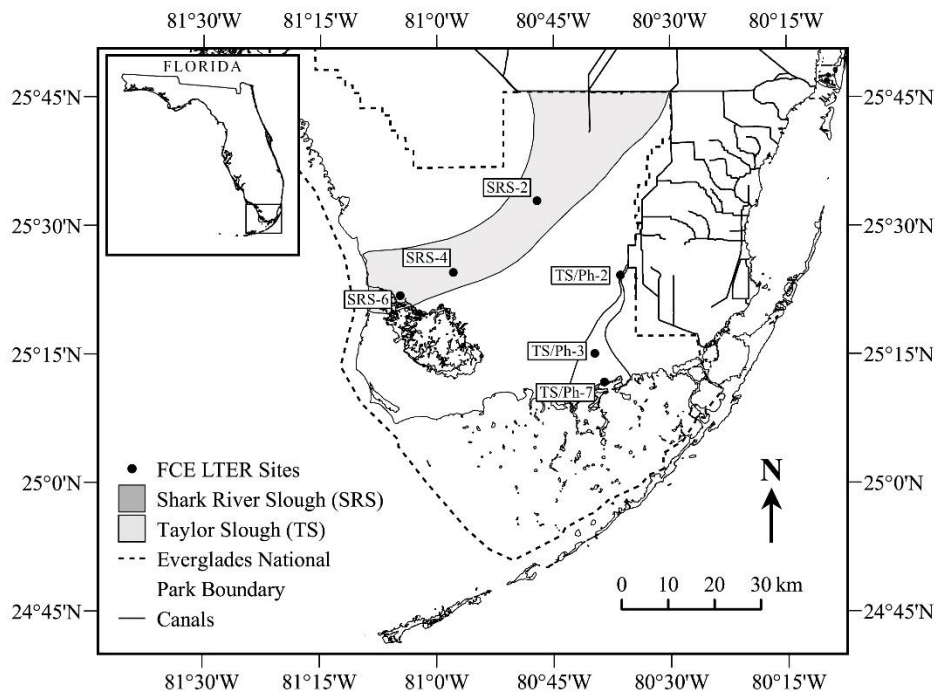 81°30'W 81°15'W 81°0'W 80°45'W 80°30'W 80°15'W
FLORIDA
25°45'N 25°45'N
SRS-2
25°30'N 25°30'N
SRS-4
TS/Ph-2
SRS-6
25°15'N 25°15'N
TS/Ph-3
TS/Ph-7
25°0'N 25°0'N
FCE LTER Sites
Shark River Slough (SRS)
Taylor Slough (TS)
Everglades National
Park Boundary
Canals
N
0 10 20 30 km
24°45'N 24°45'N
81°30'W 81°15'W 81°0'W 80°45'W 80°30'W 80°15'W